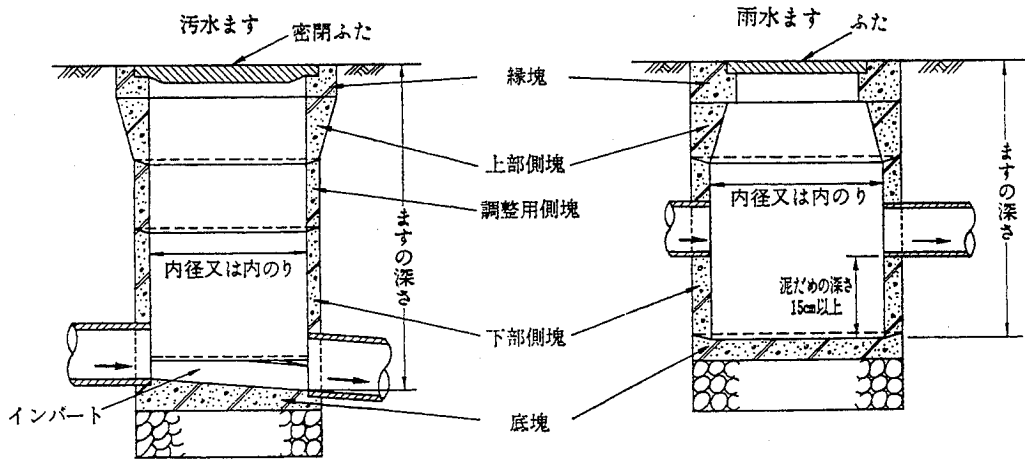 汚水ます
密閉ふた
雨水ます
ふた
縁塊
上部側塊
調整用側塊
内径又は内のり
ますの深さ
内径又は内のり
ますの深さ
泥だめの深さ
15㎝以上
下部側塊
インバート
底塊